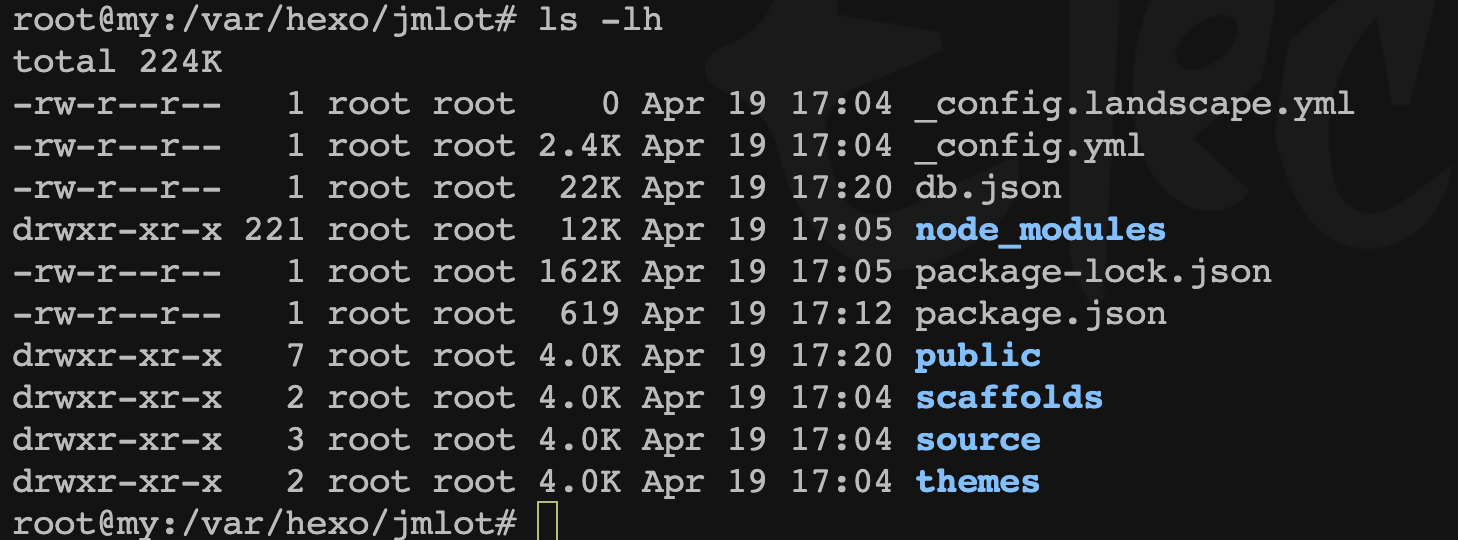 root@my:/var/hexo/jmlot# ls -lh
total 224K
-rw-r--r--   1 root root    0 Apr 19 17:04 _config.landscape.yml
-rw-r--r--   1 root root 2.4K Apr 19 17:04 _config.yml
-rw-r--r--   1 root root  22K Apr 19 17:20 db.json
drwxr-xr-x 221 root root  12K Apr 19 17:05 node_modules
-rw-r--r--   1 root root 162K Apr 19 17:05 package-lock.json
-rw-r--r--   1 root root  619 Apr 19 17:12 package.json
drwxr-xr-x   7 root root 4.0K Apr 19 17:20 public
drwxr-xr-x   2 root root 4.0K Apr 19 17:04 scaffolds
drwxr-xr-x   3 root root 4.0K Apr 19 17:04 source
drwxr-xr-x   2 root root 4.0K Apr 19 17:04 themes
root@my:/var/hexo/jmlot#